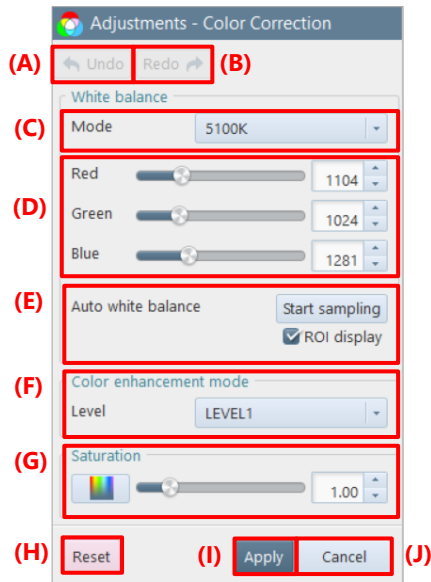 Adjustments - Color Correction
(A) Undo Redo (B)
White balance
(C) Mode 5100K
Red 1104
(D) Green 1024
Blue 1281
(E) Auto white balance Start sampling
ROI display
(F) Color enhancement mode
Level LEVEL1
(G) Saturation
1.00
(H) Reset (I) Apply Cancel (J)